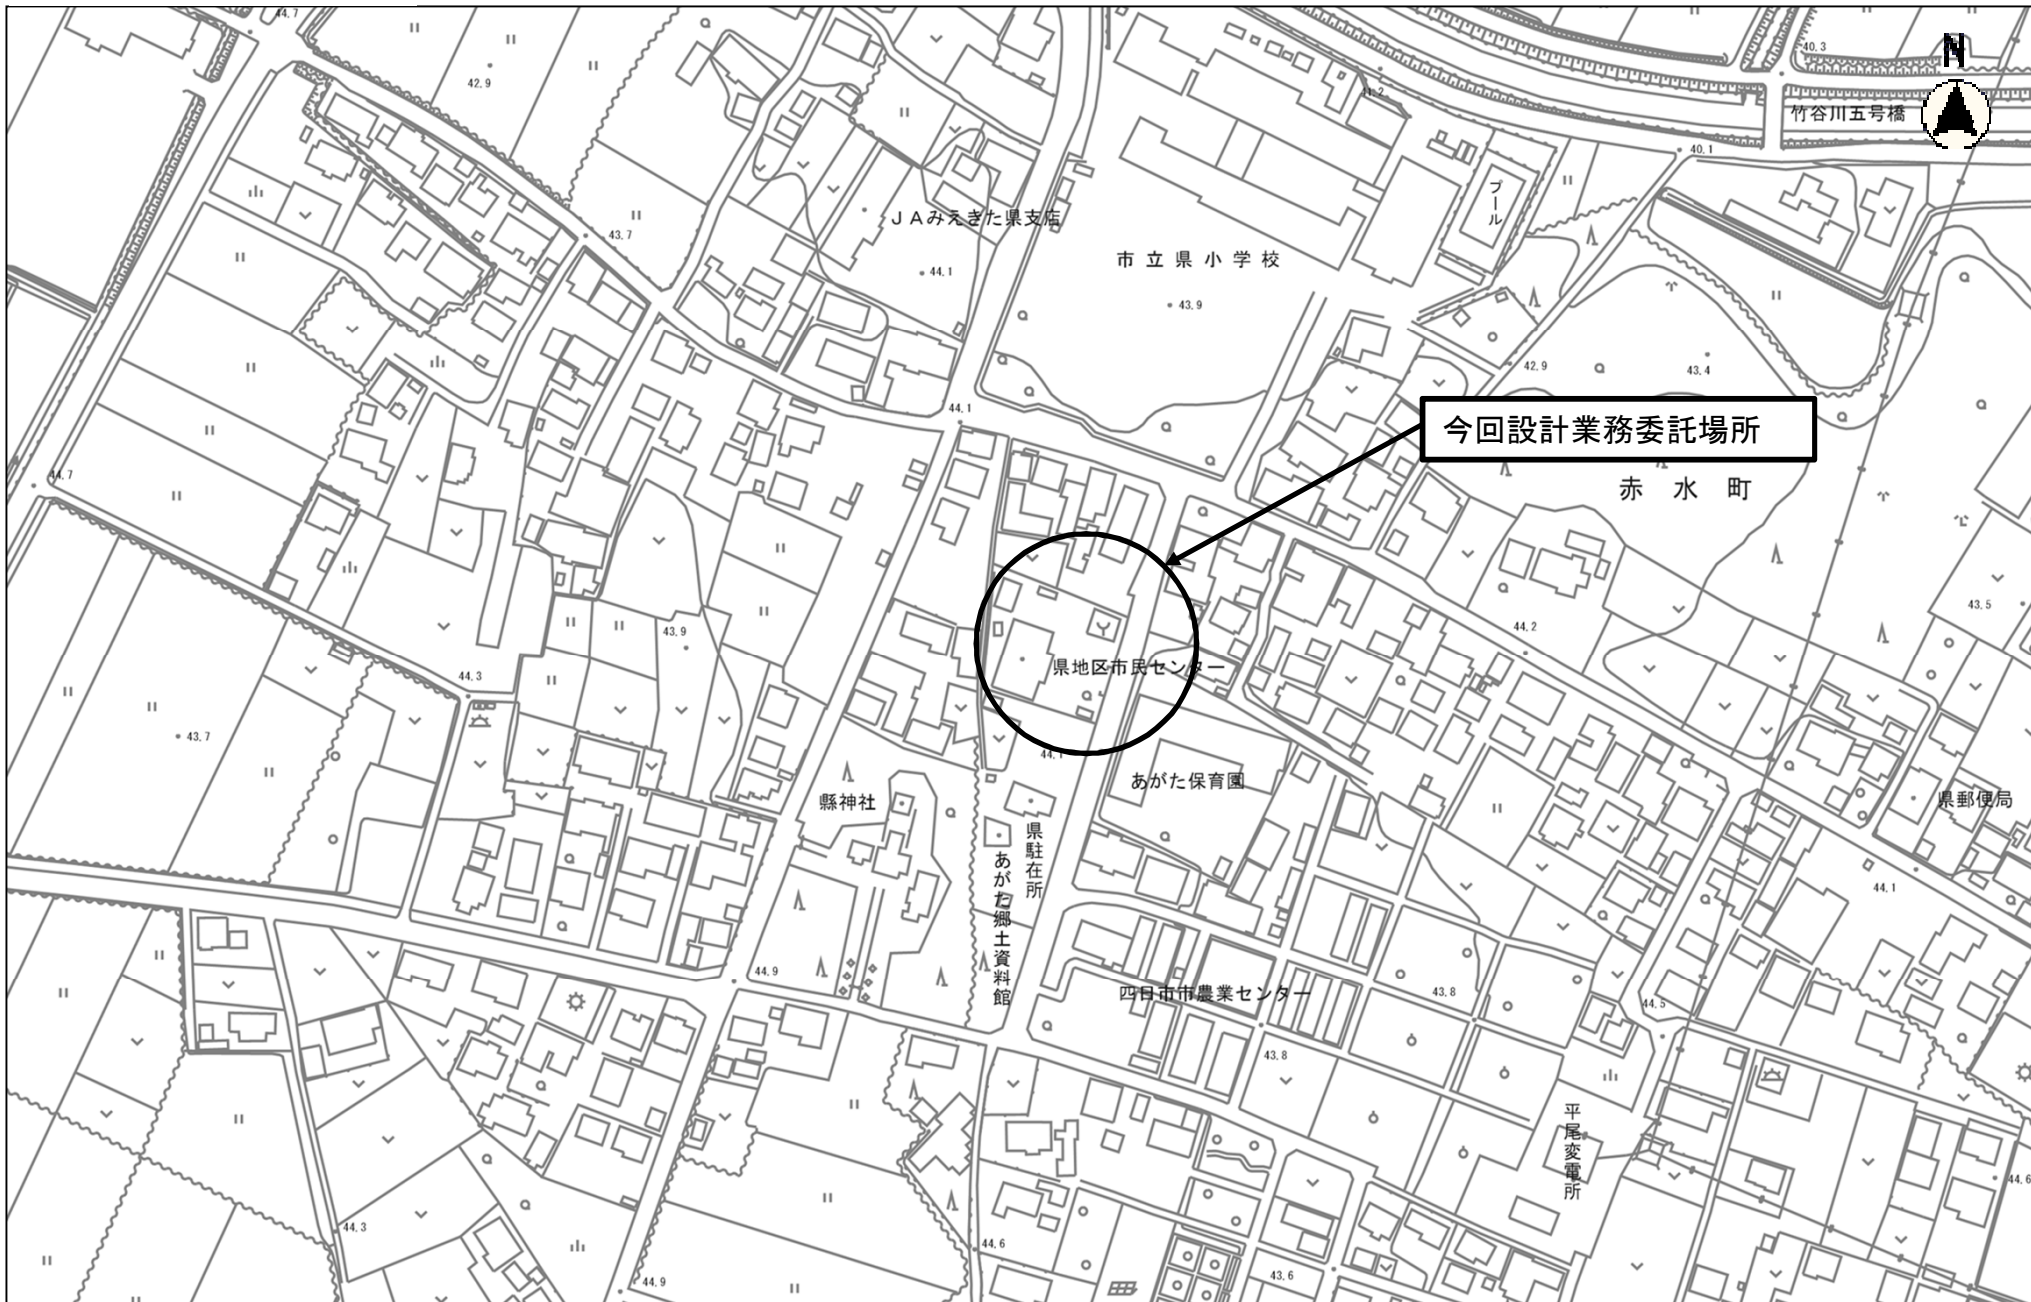 44.7
40.3
N
42.9
41.2
竹谷川五号橋
40.1
プール
JAみえきた県支店
43.7
市立県小学校
44.1
43.9
42.9
43.4
44.1
今回設計業務委託場所
44.7
赤水町
43.5
43.9
44.2
44.3
県地区市民センター
43.7
44.1
あがた保育園
縣神社
県郵便局
県駐在所
あがた郷土資料館
44.1
44.9
四日市市農業センター
43.8
44.5
43.8
平尾変電所
44.6
44.3
44.6
43.6
44.9